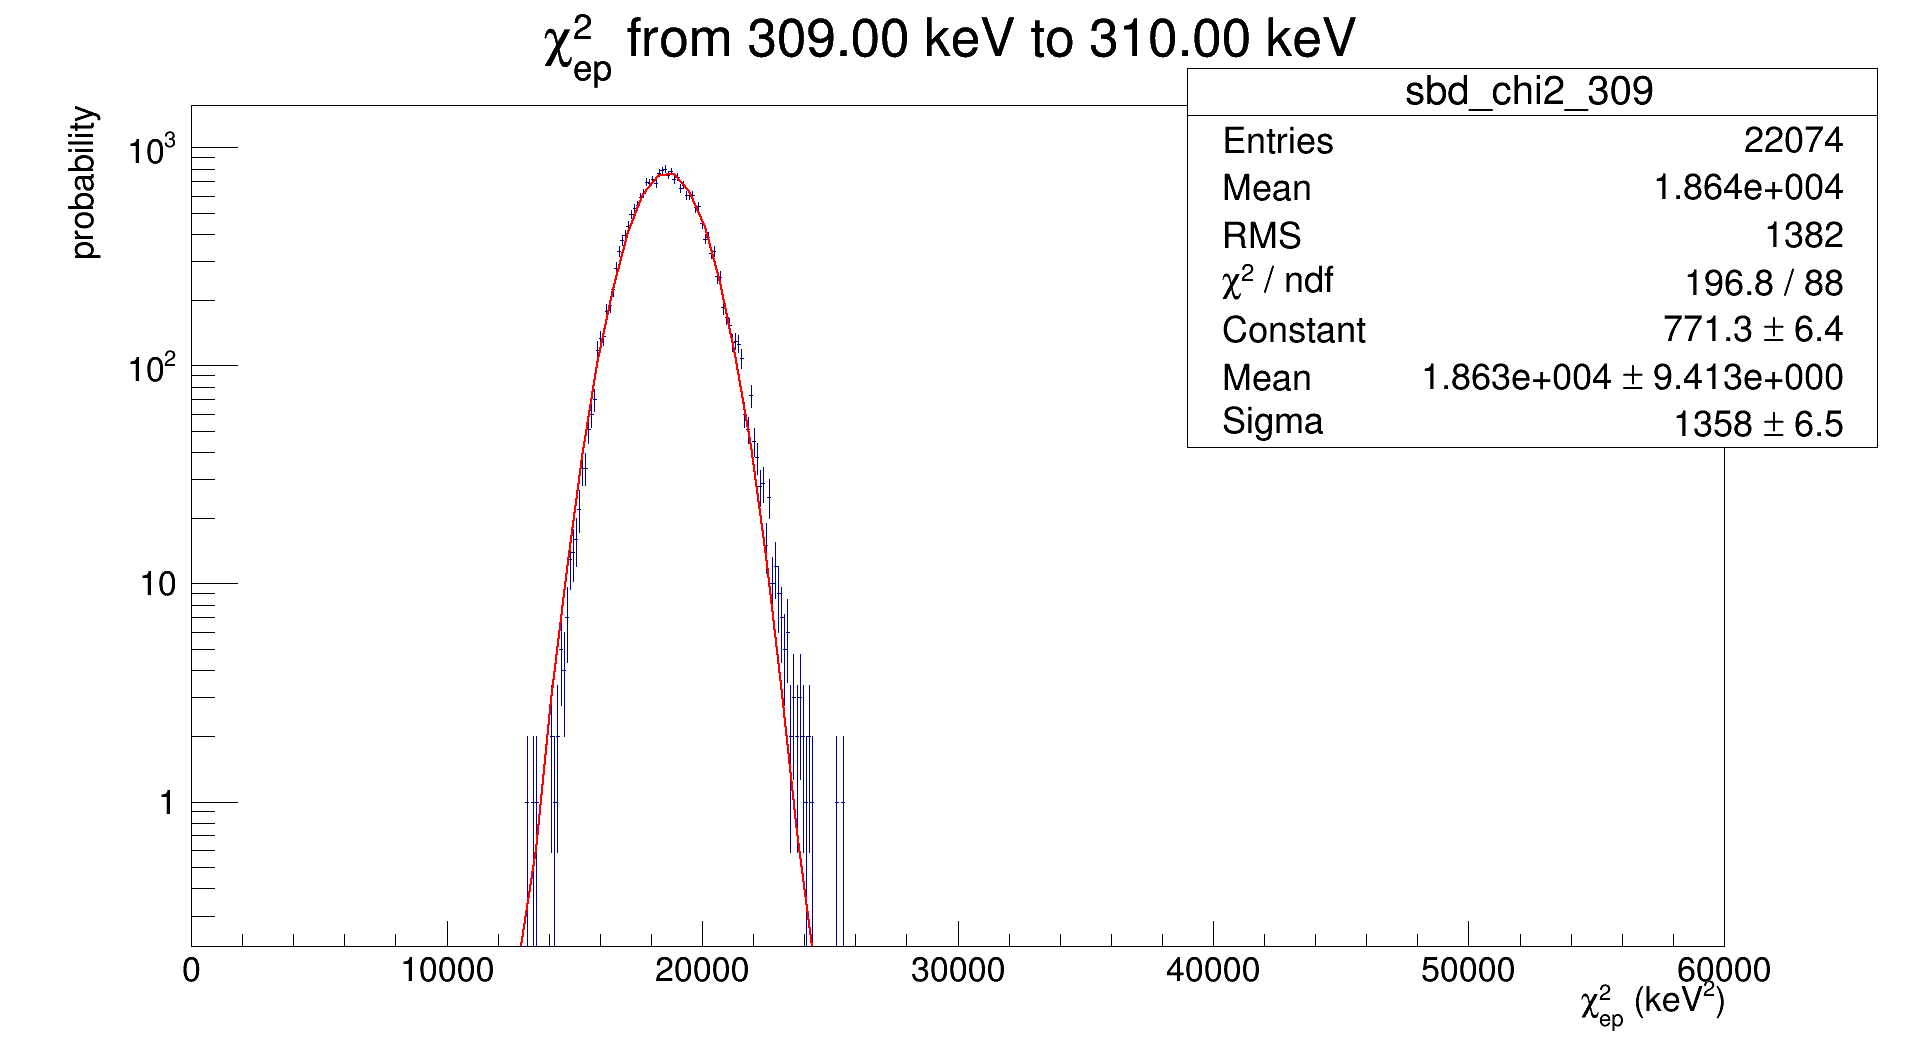 χ²ep from 309.00 keV to 310.00 keV
probability
sbd_chi2_309
Entries 22074
Mean 1.864e+004
RMS 1382
χ² / ndf 196.8 / 88
Constant 771.3 ± 6.4
Mean 1.863e+004 ± 9.413e+000
Sigma 1358 ± 6.5
10³
10²
10
1
0 10000 20000 30000 40000 50000 60000
χ²ep (keV²)